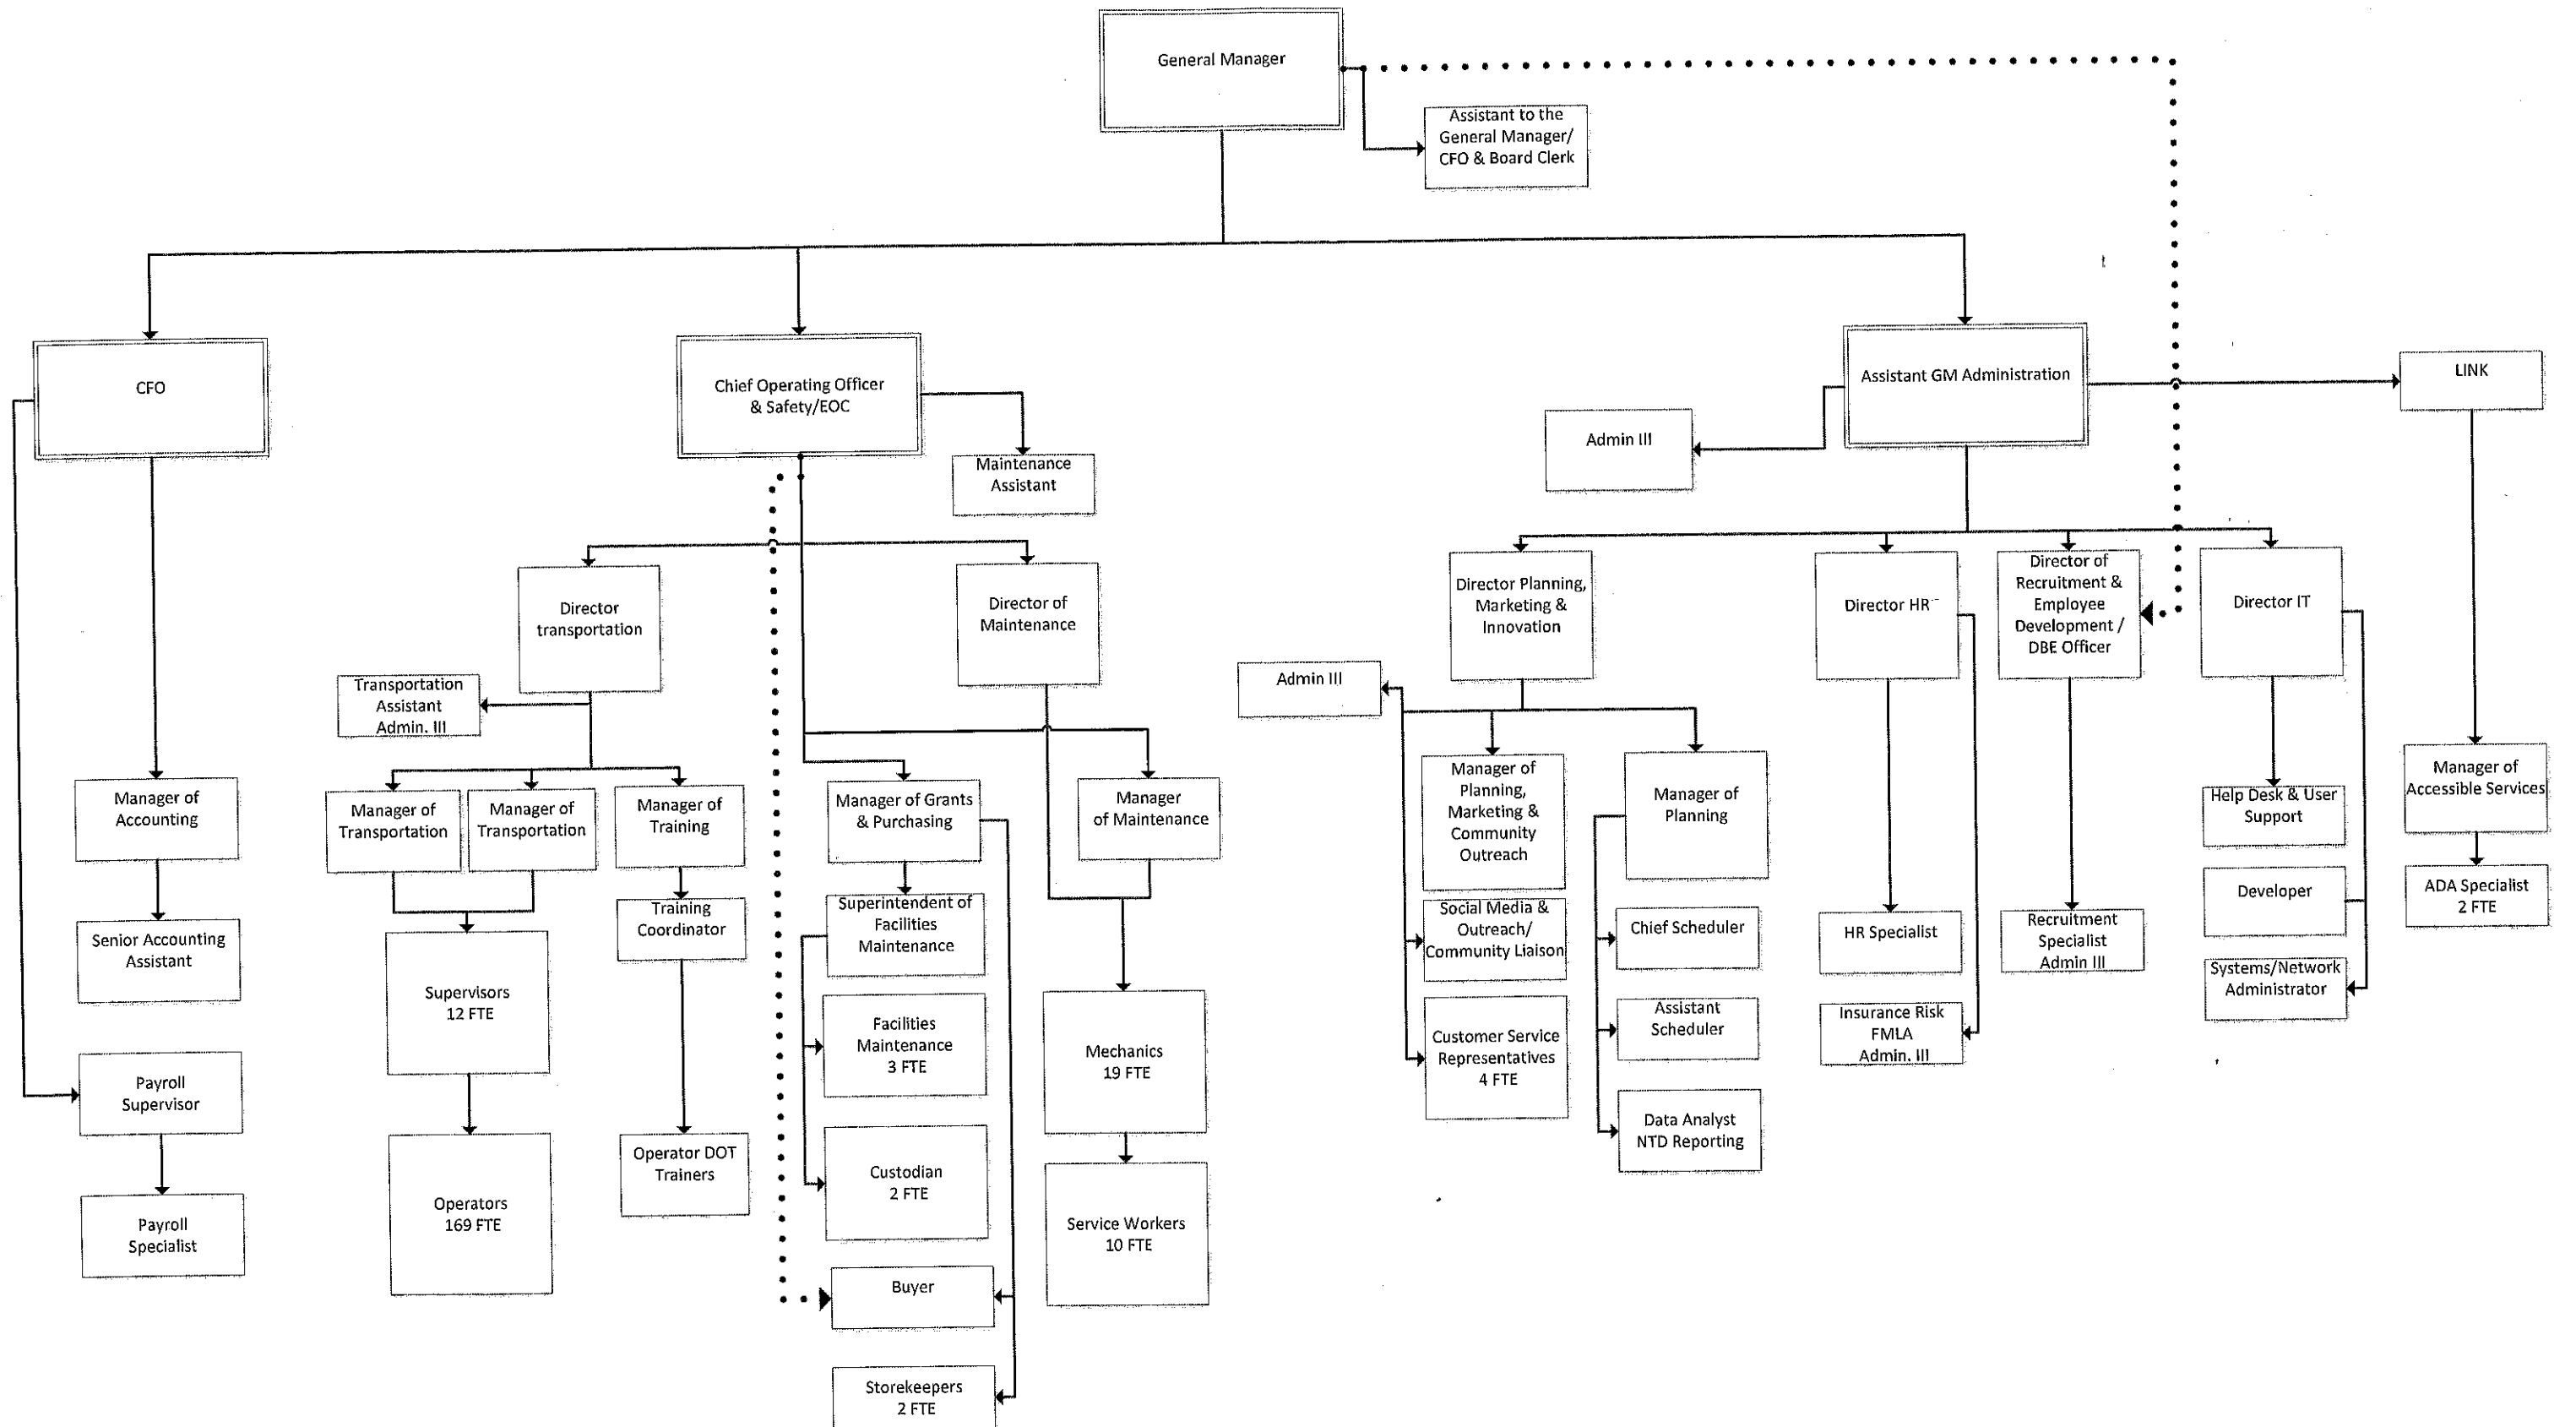 General Manager
Assistant to the
General Manager/
CFO & Board Clerk
CFO
Chief Operating Officer
& Safety/EOC
Maintenance
Assistant
Assistant GM Administration
Admin III
LINK
Director
transportation
Director of
Maintenance
Director Planning,
Marketing &
Innovation
Director HR
Director of
Recruitment &
Employee
Development /
DBE Officer
Director IT
Transportation
Assistant
Admin. III
Admin III
Manager of
Accounting
Manager of
Transportation
Manager of
Transportation
Manager of
Training
Manager of Grants
& Purchasing
Manager
of Maintenance
Manager of
Planning,
Marketing &
Community
Outreach
Manager of
Planning
Help Desk & User
Support
Manager of
Accessible Services
Senior Accounting
Assistant
Training
Coordinator
Superintendent of
Facilities
Maintenance
Social Media &
Outreach/
Community Liaison
Chief Scheduler
HR Specialist
Recruitment
Specialist
Admin III
Developer
ADA Specialist
2 FTE
Supervisors
12 FTE
Facilities
Maintenance
3 FTE
Mechanics
19 FTE
Customer Service
Representatives
4 FTE
Assistant
Scheduler
Insurance Risk
FMLA
Admin. III
Systems/Network
Administrator
Payroll
Supervisor
Operators
169 FTE
Operator DOT
Trainers
Custodian
2 FTE
Service Workers
10 FTE
Data Analyst
NTD Reporting
Payroll
Specialist
Buyer
Storekeepers
2 FTE